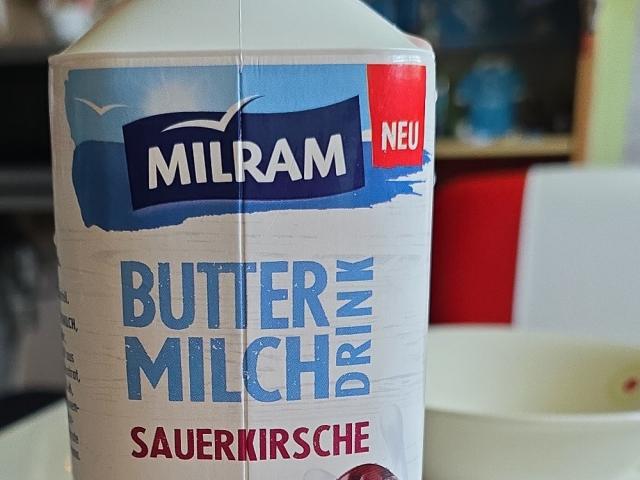 MILRAM
NEU
BUTTER
MILCH
DRINK
SAUERKIRSCHE